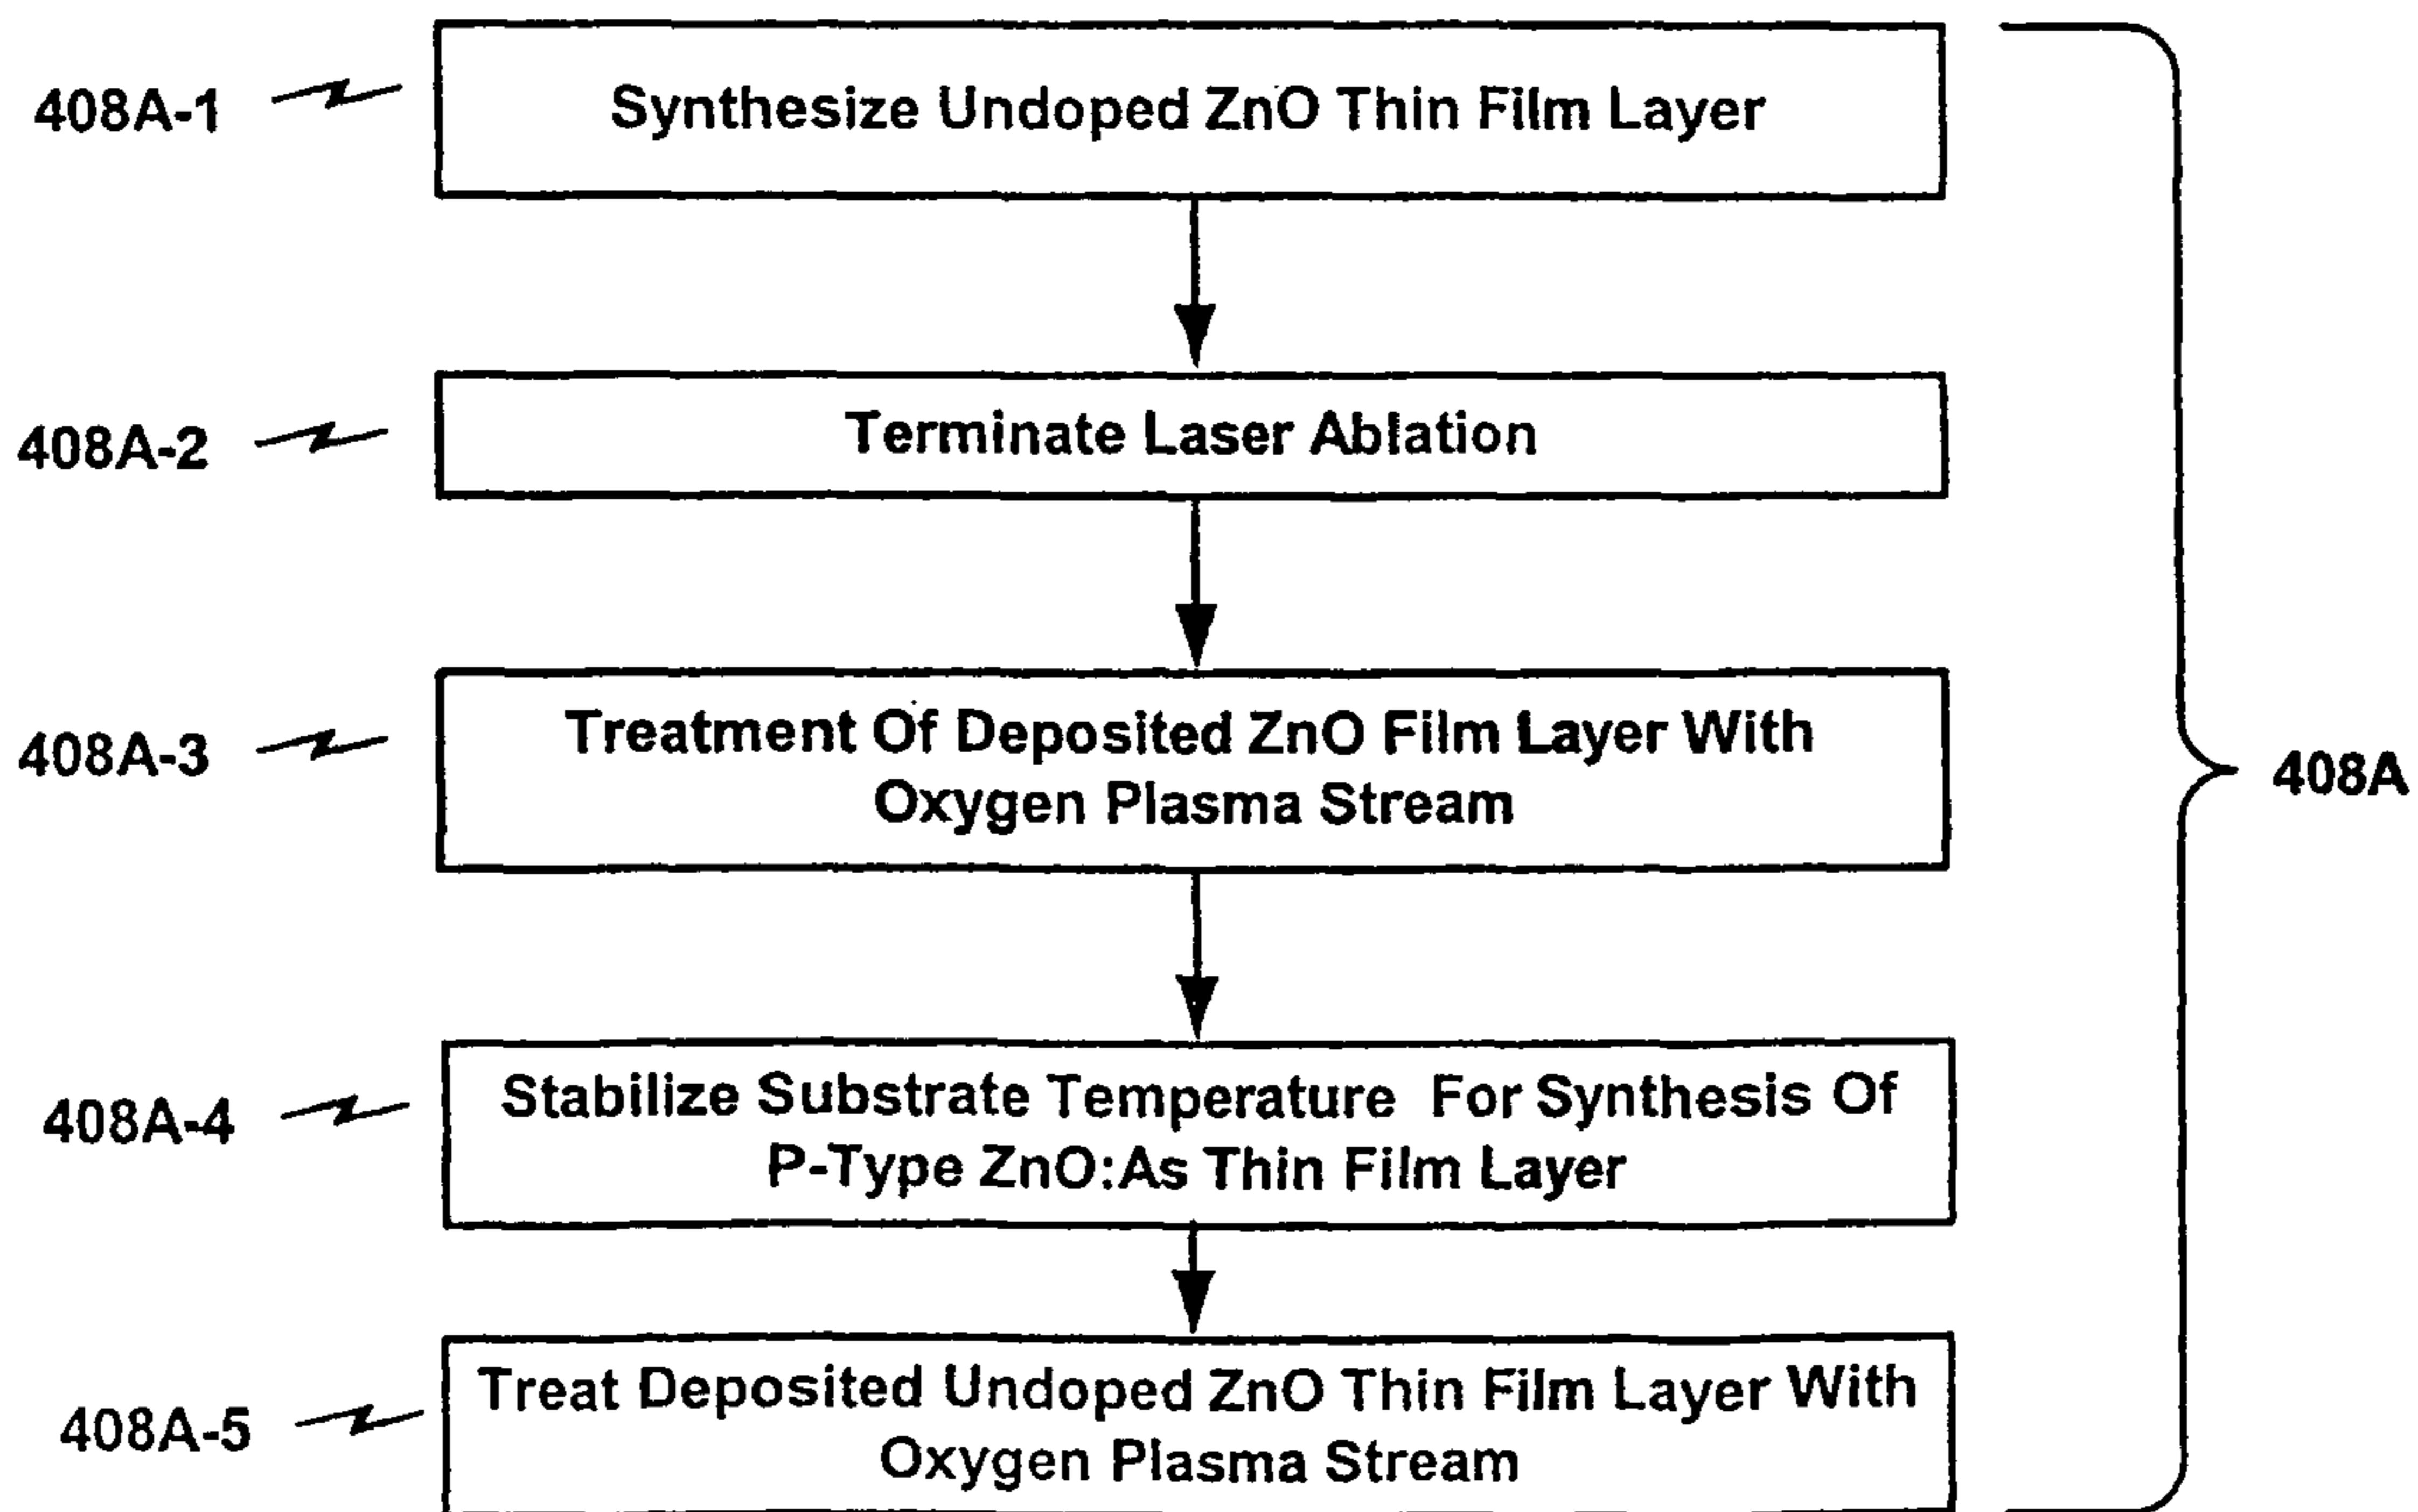 408A-1
Synthesize Undoped ZnO Thin Film Layer
408A-2
Terminate Laser Ablation
408A-3
Treatment Of Deposited ZnO Film Layer With
Oxygen Plasma Stream
408A
408A-4
Stabilize Substrate Temperature For Synthesis Of
P-Type ZnO:As Thin Film Layer
408A-5
Treat Deposited Undoped ZnO Thin Film Layer With
Oxygen Plasma Stream